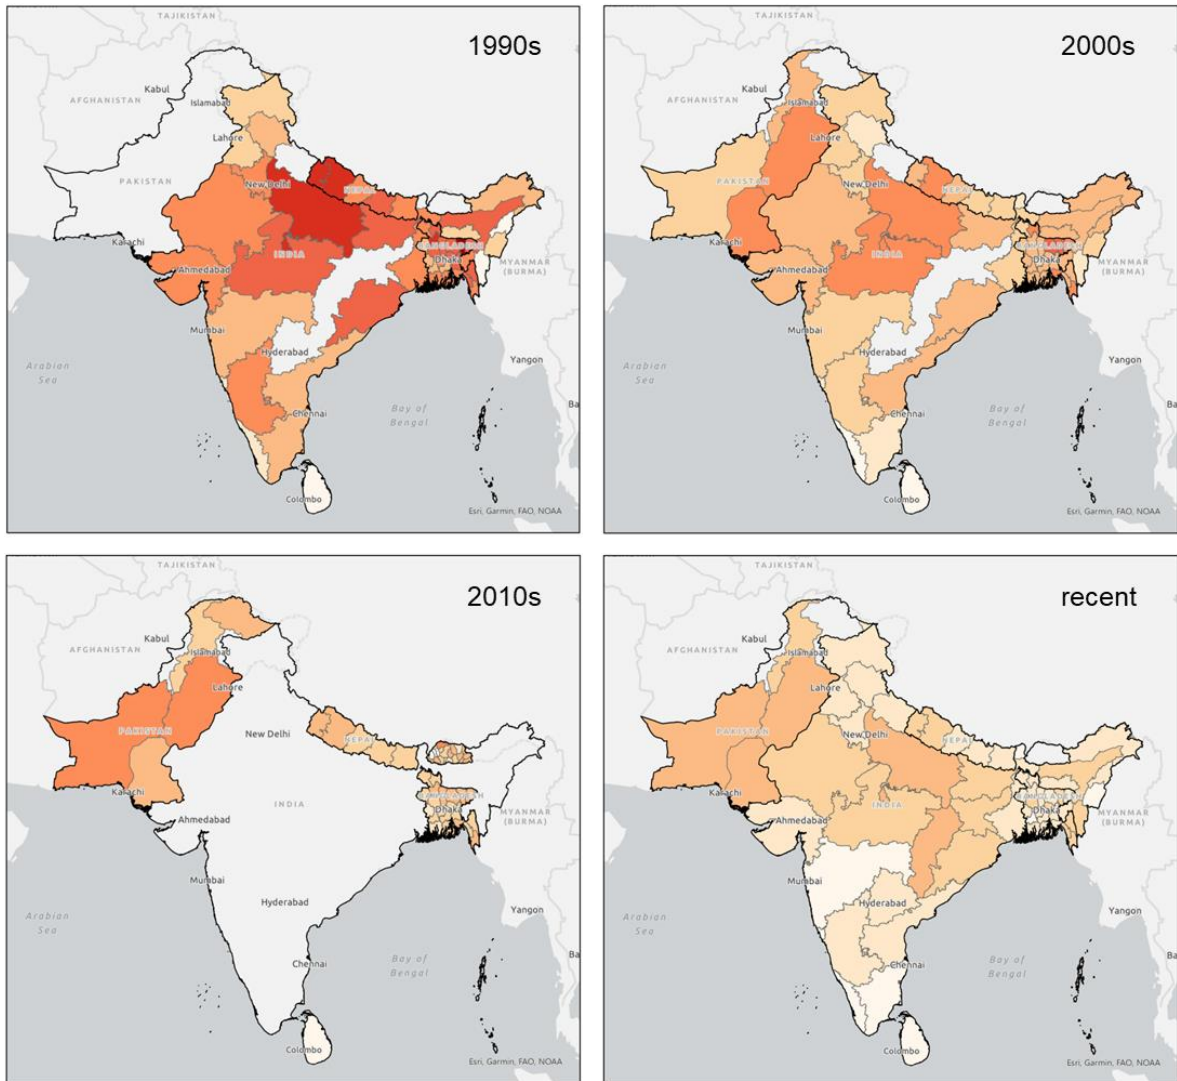 1990s
TAJIKISTAN
Kabul
Islamabad
AFGHANISTAN
Lahore
PAKISTAN
New Delhi
NEPAL
Karachi
Ahmedabad
INDIA
BANGLADESH
Dhaka
MYANMAR
(BURMA)
Mumbai
Hyderabad
Yangon
Arabian
Sea
Bay of
Bengal
Chennai
Ba
Colombo
Esri, Garmin, FAO, NOAA
2000s
TAJIKISTAN
Kabul
Islamabad
AFGHANISTAN
Lahore
PAKISTAN
New Delhi
NEPAL
Karachi
Ahmedabad
INDIA
BANGLADESH
Dhaka
MYANMAR
(BURMA)
Mumbai
Hyderabad
Yangon
Arabian
Sea
Bay of
Bengal
Chennai
Ba
Colombo
Esri, Garmin, FAO, NOAA
2010s
TAJIKISTAN
Kabul
Islamabad
AFGHANISTAN
Lahore
PAKISTAN
New Delhi
NEPAL
Karachi
Ahmedabad
INDIA
BANGLADESH
Dhaka
MYANMAR
(BURMA)
Mumbai
Hyderabad
Yangon
Arabian
Sea
Bay of
Bengal
Chennai
Ba
Colombo
Esri, Garmin, FAO, NOAA
recent
TAJIKISTAN
Kabul
Islamabad
AFGHANISTAN
Lahore
PAKISTAN
New Delhi
NEPAL
Karachi
Ahmedabad
INDIA
BANGLADESH
Dhaka
MYANMAR
(BURMA)
Mumbai
Hyderabad
Yangon
Arabian
Sea
Bay of
Bengal
Chennai
Ba
Colombo
Esri, Garmin, FAO, NOAA